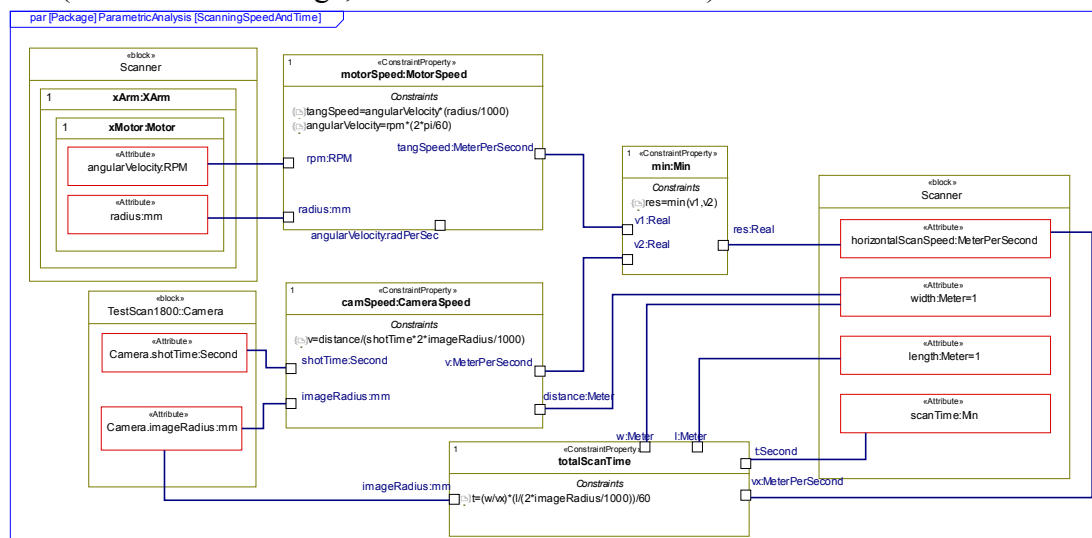 par [Package] ParametricAnalysis [ScanningSpeedAndTime]
«block»
Scanner
1 xArm:XArm
1 xMotor:Motor
«Attribute»
angularVelocity:RPM
«Attribute»
radius:mm
1 «ConstraintProperty»
motorSpeed:MotorSpeed
Constraints
tangSpeed=angularVelocity*(radius/1000)
angularVelocity=rpm*(2*pi/60)
tangSpeed:MeterPerSecond
rpm:RPM
radius:mm
angularVelocity:radPerSec
1 «ConstraintProperty»
min:Min
Constraints
res=min(v1,v2)
v1:Real
v2:Real
res:Real
«block»
Scanner
«Attribute»
horizontalScanSpeed:MeterPerSecond
«Attribute»
width:Meter=1
«Attribute»
length:Meter=1
«Attribute»
scanTime:Min
«block»
TestScan1800::Camera
«Attribute»
Camera.shotTime:Second
«Attribute»
Camera.imageRadius:mm
1 «ConstraintProperty»
camSpeed:CameraSpeed
Constraints
v=distance/(shotTime*2*imageRadius/1000)
shotTime:Second
v:MeterPerSecond
imageRadius:mm
distance:Meter
w:Meter
l:Meter
t:Second
1 «ConstraintProperty»
totalScanTime
Constraints
t=(w/vx)*(l/(2*imageRadius/1000))/60
imageRadius:mm
vx:MeterPerSecond